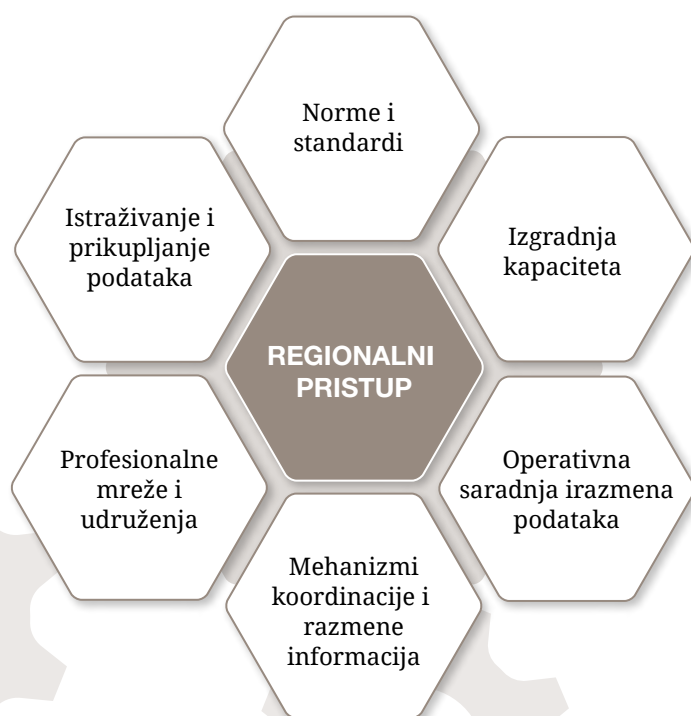 Norme i
standardi
Istraživanje i
prikupljanje
podataka
Izgradnja
kapaciteta
REGIONALNI
PRISTUP
Profesionalne
mreže i
udruženja
Operativna
saradnja irazmena
podataka
Mehanizmi
koordinacije i
razmene
informacija